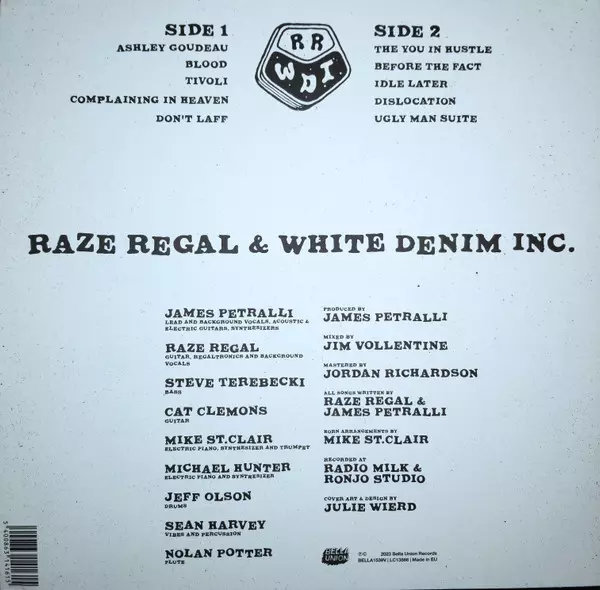 SIDE 1
ASHLEY GOUDEAU
BLOOD
TIVOLI
COMPLAINING IN HEAVEN
DON'T LAFF
RR
WDI
SIDE 2
THE YOU IN HUSTLE
BEFORE THE FACT
IDLE LATER
DISLOCATION
UGLY MAN SUITE
RAZE REGAL & WHITE DENIM INC.
JAMES PETRALLI
LEAD AND BACKGROUND VOCALS, ACOUSTIC &
ELECTRIC GUITARS, SYNTHESIZERS
RAZE REGAL
GUITAR, REGALTRONICS AND BACKGROUND
VOCALS
STEVE TEREBECKI
BASS
CAT CLEMONS
GUITAR
MIKE ST.CLAIR
ELECTRIC PIANO, SYNTHESIZER AND TRUMPET
MICHAEL HUNTER
ELECTRIC PIANO AND SYNTHESIZER
JEFF OLSON
DRUMS
SEAN HARVEY
VIBES AND PERCUSSION
NOLAN POTTER
FLUTE
PRODUCED BY
JAMES PETRALLI
MIXED BY
JIM VOLLENTINE
MASTERED BY
JORDAN RICHARDSON
ALL SONGS WRITTEN BY
RAZE REGAL &
JAMES PETRALLI
HORN ARRANGEMENTS BY
MIKE ST.CLAIR
RECORDED AT
RADIO MILK &
RONJO STUDIO
COVER ART & DESIGN BY
JULIE WIERD
BELLA
UNION
℗© 2023 Bella Union Records
| Made in EU